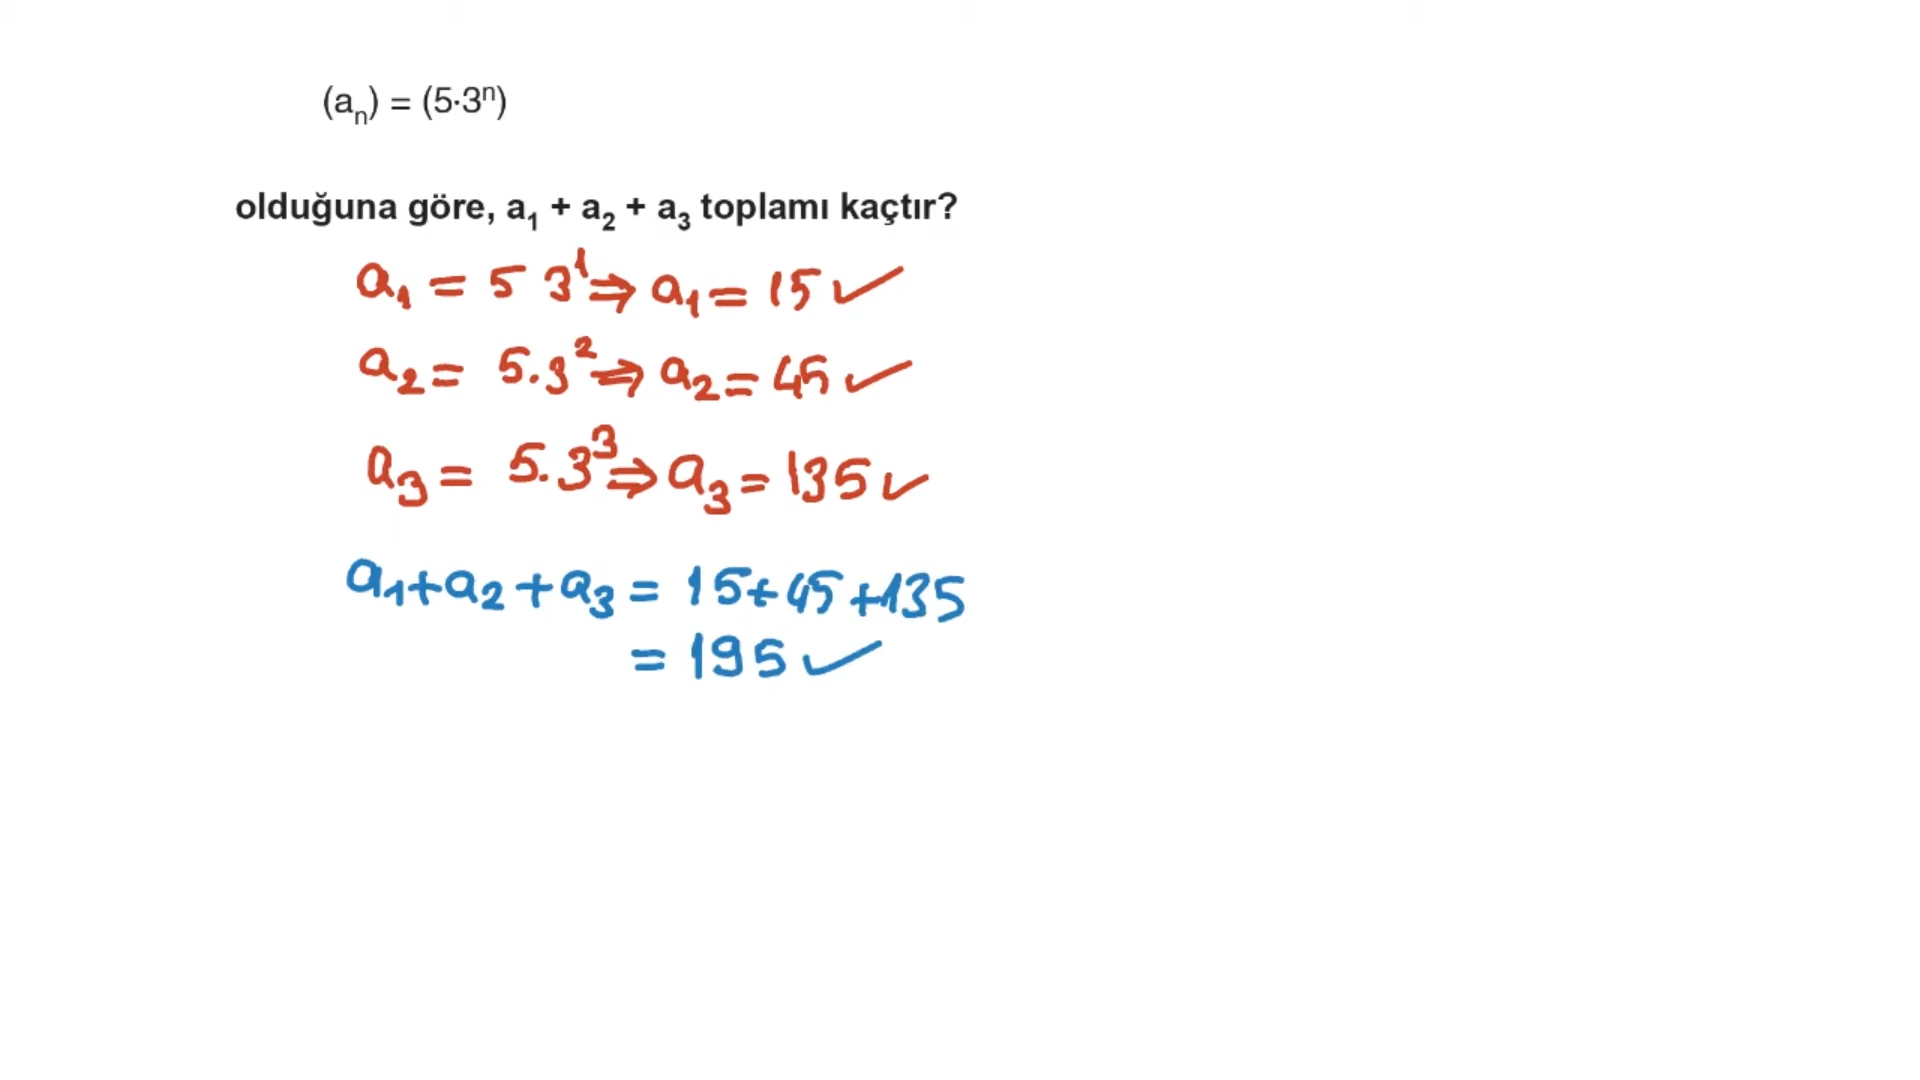 (aₙ) = (5·3ⁿ)
olduğuna göre, a₁ + a₂ + a₃ toplamı kaçtır?
a₁ = 5 3¹ ⇒ a₁ = 15 ✓
a₂ = 5.3² ⇒ a₂ = 45 ✓
a₃ = 5.3³ ⇒ a₃ = 135 ✓
a₁+a₂+a₃ = 15+45+135
= 195 ✓